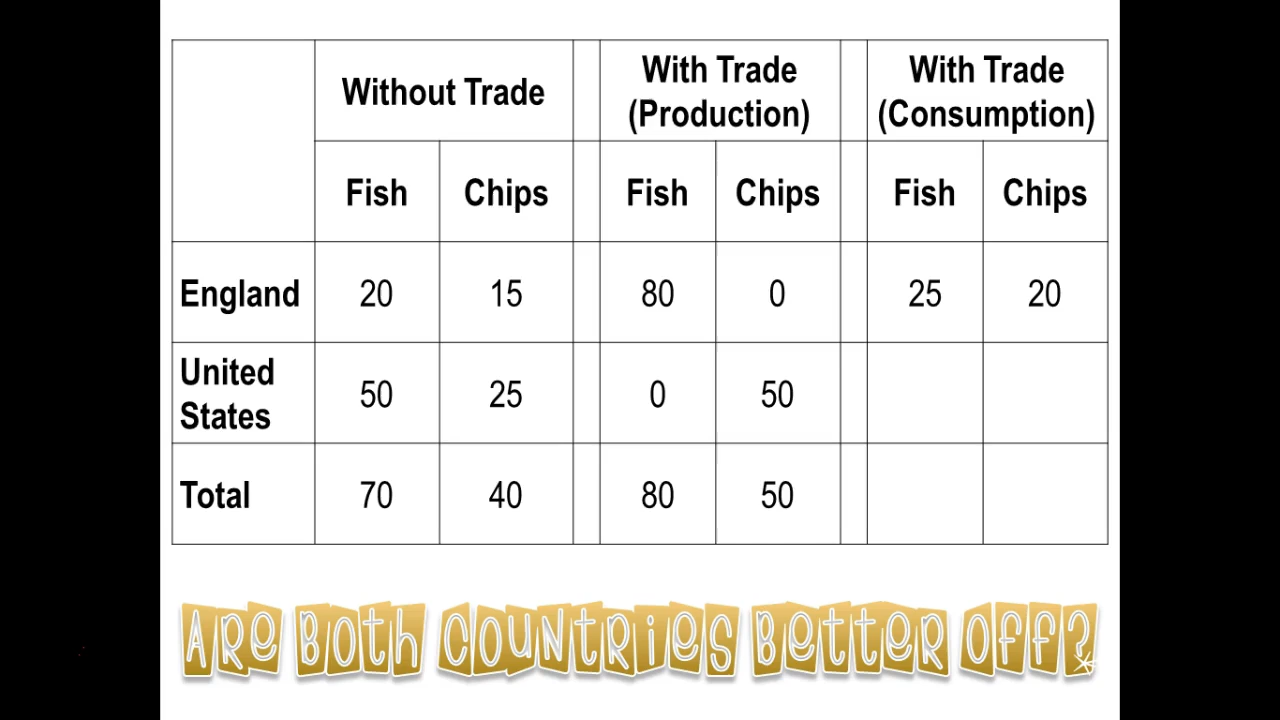 Without Trade With Trade (Production) With Trade (Consumption)
Fish Chips Fish Chips Fish Chips
England 20 15 80 0 25 20
United States 50 25 0 50
Total 70 40 80 50
Are Both Countries Better Off?